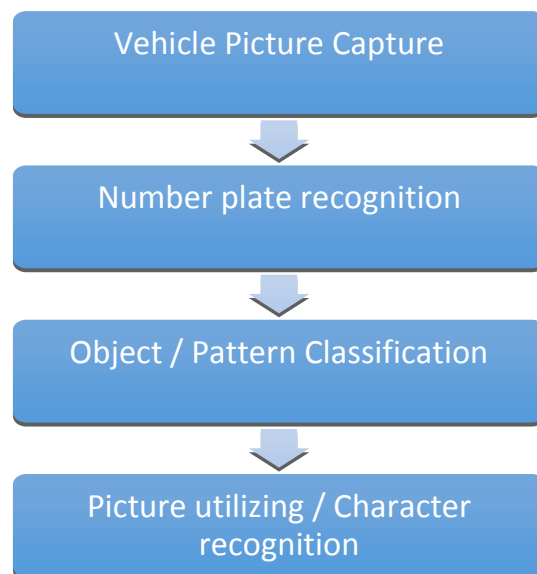 Vehicle Picture Capture
Number plate recognition
Object / Pattern Classification
Picture utilizing / Character
recognition